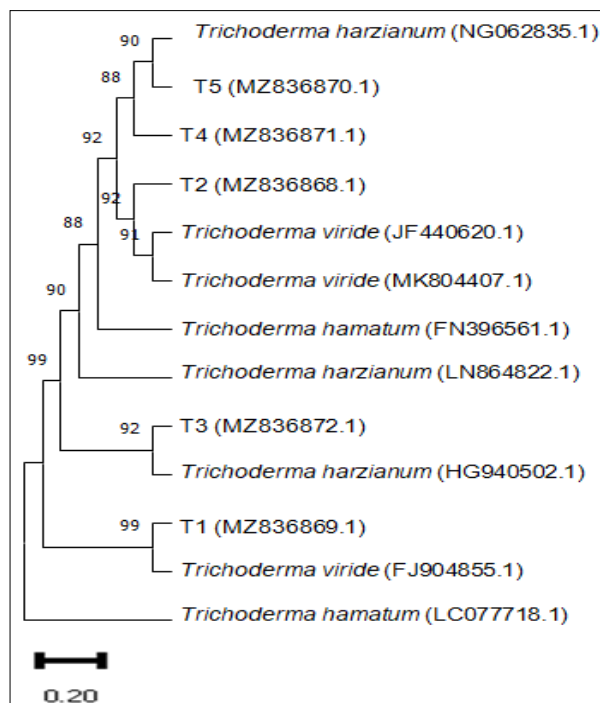 90
Trichoderma harzianum (NG062835.1)
88
T5 (MZ836870.1)
92
T4 (MZ836871.1)
92
T2 (MZ836868.1)
88
91
Trichoderma viride (JF440620.1)
Trichoderma viride (MK804407.1)
90
Trichoderma hamatum (FN396561.1)
99
Trichoderma harzianum (LN864822.1)
92
T3 (MZ836872.1)
Trichoderma harzianum (HG940502.1)
99
T1 (MZ836869.1)
Trichoderma viride (FJ904855.1)
Trichoderma hamatum (LC077718.1)
0.20